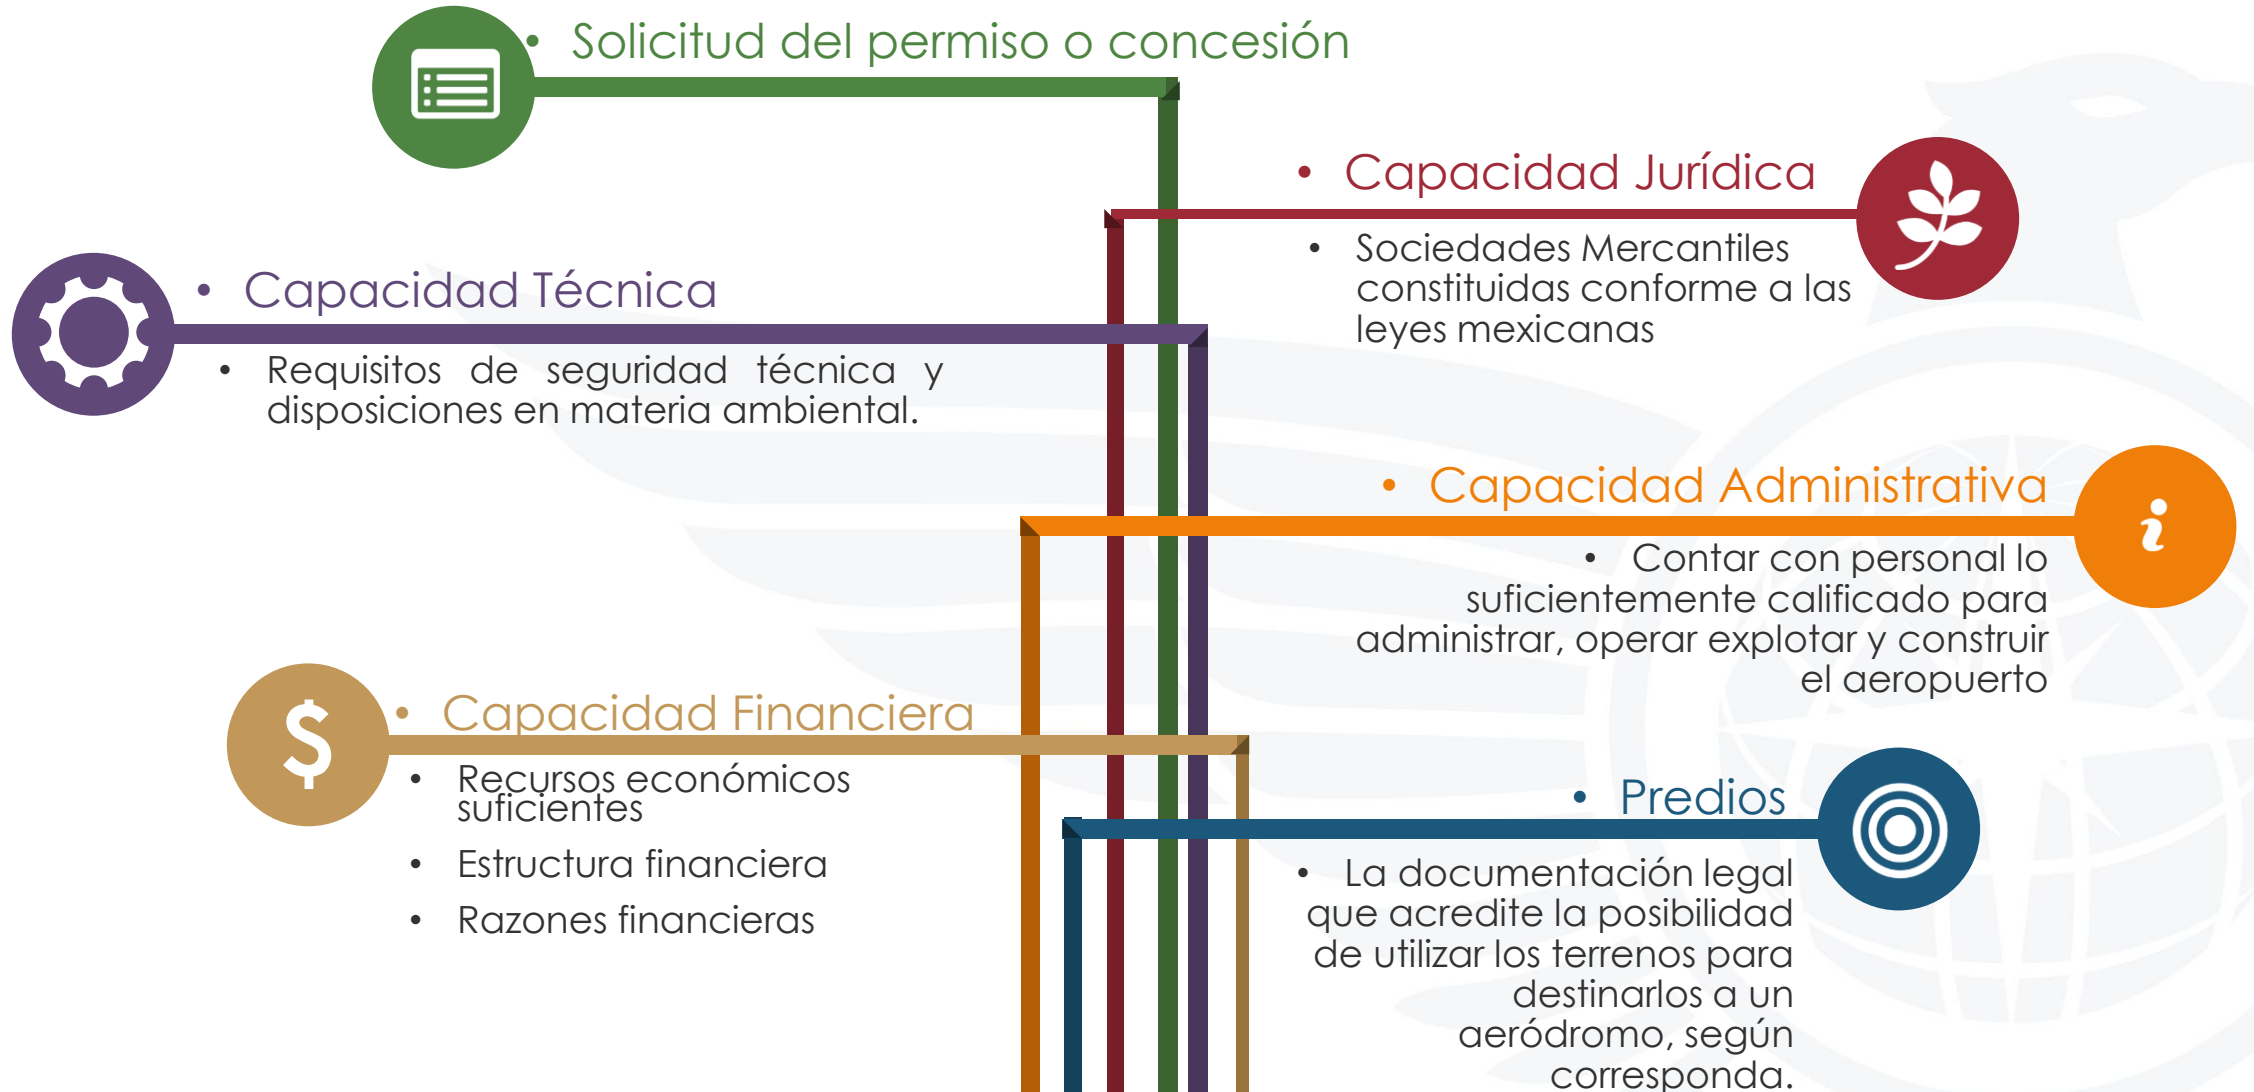 • Solicitud del permiso o concesión
• Capacidad Jurídica
• Sociedades Mercantiles
constituidas conforme a las
leyes mexicanas
• Capacidad Técnica
• Requisitos de seguridad técnica y
disposiciones en materia ambiental.
• Capacidad Administrativa
• Contar con personal lo
suficientemente calificado para
administrar, operar explotar y construir
el aeropuerto
$
• Capacidad Financiera
• Recursos económicos
suficientes
• Estructura financiera
• Razones financieras
• Predios
• La documentación legal
que acredite la posibilidad
de utilizar los terrenos para
destinarlos a un
aeródromo, según
corresponda.